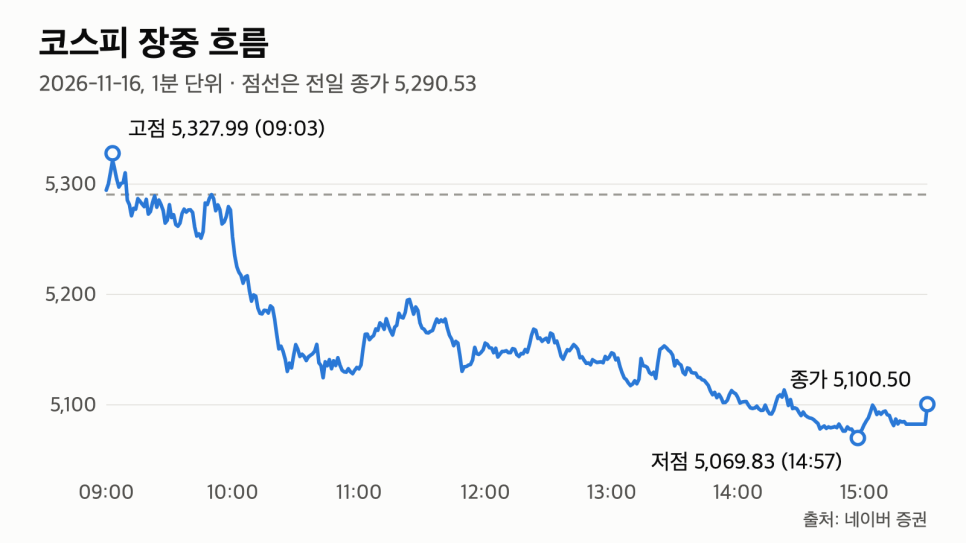 코스피 장중 흐름
2026-11-16, 1분 단위 · 점선은 전일 종가 5,290.53
고점 5,327.99 (09:03)
5,300
5,200
종가 5,100.50
5,100
저점 5,069.83 (14:57)
09:00 10:00 11:00 12:00 13:00 14:00 15:00
출처: 네이버 증권